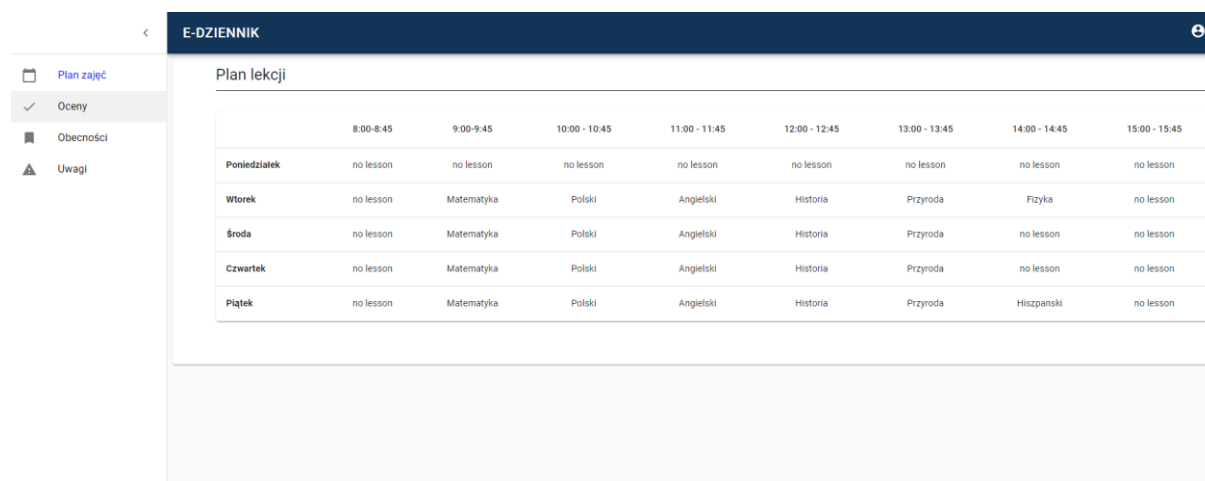 E-DZIENNIK
Plan zajęć
Oceny
Obecności
Uwagi
Plan lekcji
8:00-8:45 9:00-9:45 10:00 - 10:45 11:00 - 11:45 12:00 - 12:45 13:00 - 13:45 14:00 - 14:45 15:00 - 15:45
Poniedziałek no lesson no lesson no lesson no lesson no lesson no lesson no lesson no lesson
Wtorek no lesson Matematyka Polski Angielski Historia Przyroda Fizyka no lesson
Środa no lesson Matematyka Polski Angielski Historia Przyroda no lesson no lesson
Czwartek no lesson Matematyka Polski Angielski Historia Przyroda no lesson no lesson
Piątek no lesson Matematyka Polski Angielski Historia Przyroda Hiszpanski no lesson